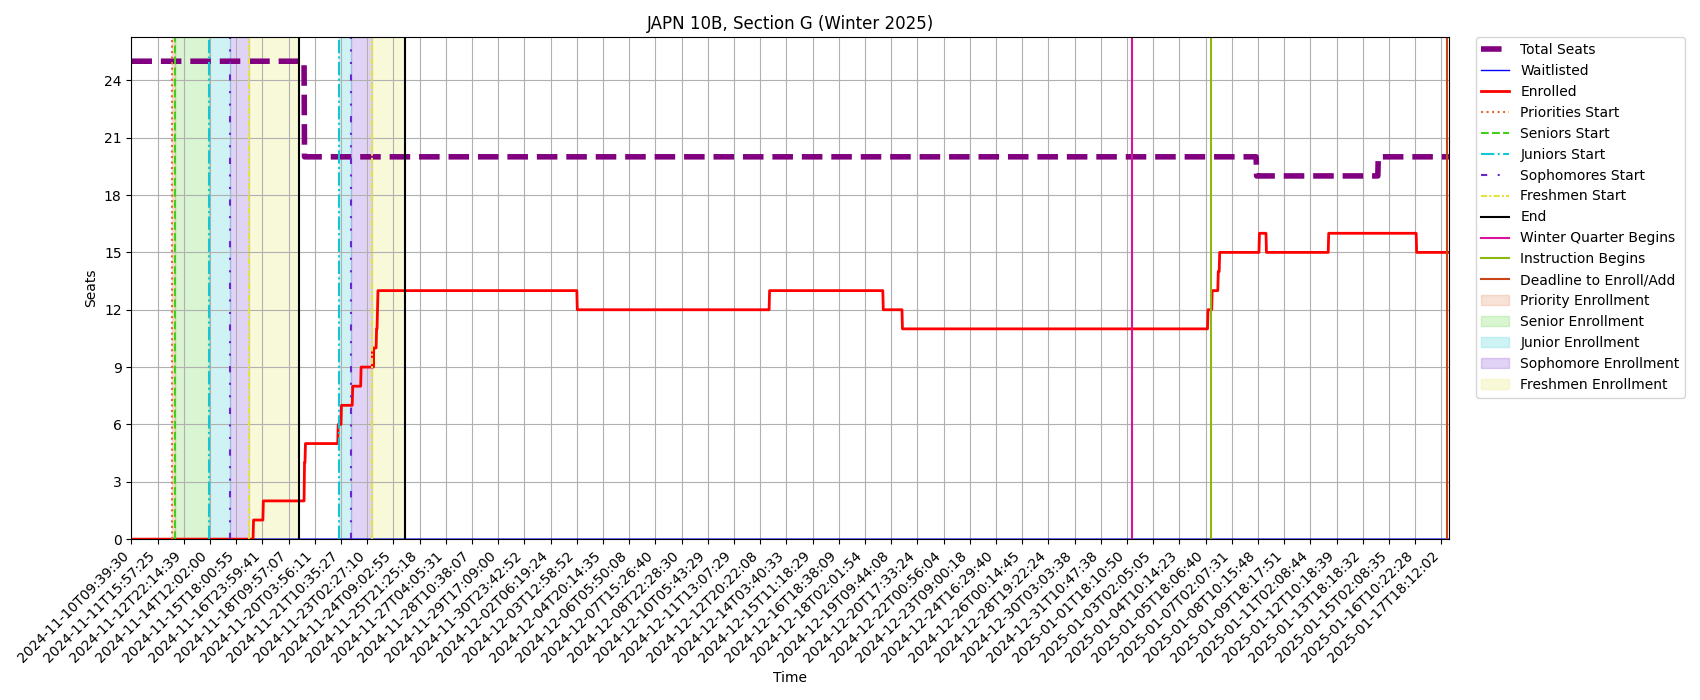 JAPN 10B, Section G (Winter 2025)
Seats
24
21
18
15
12
9
6
3
0
2024-11-10T09:39:30
2024-11-11T15:57:25
2024-11-12T22:14:39
2024-11-14T12:02:00
2024-11-15T18:00:55
2024-11-16T23:59:41
2024-11-18T09:57:07
2024-11-20T03:56:11
2024-11-21T10:35:27
2024-11-23T02:27:10
2024-11-24T09:02:55
2024-11-25T21:25:18
2024-11-27T04:05:31
2024-11-28T10:38:07
2024-11-29T17:09:00
2024-11-30T23:42:52
2024-12-02T06:19:24
2024-12-03T12:58:52
2024-12-04T20:14:35
2024-12-06T05:50:08
2024-12-07T15:26:40
2024-12-08T22:28:30
2024-12-10T05:43:29
2024-12-11T13:07:29
2024-12-12T20:22:08
2024-12-14T03:40:33
2024-12-15T11:18:29
2024-12-16T18:38:09
2024-12-18T02:01:54
2024-12-19T09:44:08
2024-12-20T17:33:24
2024-12-22T00:56:04
2024-12-23T09:00:18
2024-12-24T16:29:40
2024-12-26T00:14:45
2024-12-28T19:22:24
2024-12-30T03:03:38
2024-12-31T10:47:38
2025-01-01T18:10:50
2025-01-03T02:05:05
2025-01-04T10:14:23
2025-01-05T18:06:40
2025-01-07T02:07:31
2025-01-08T10:15:48
2025-01-09T18:17:51
2025-01-11T02:08:44
2025-01-12T10:18:39
2025-01-13T18:18:32
2025-01-15T02:08:35
2025-01-16T10:22:28
2025-01-17T18:12:02
Time
Total Seats
Waitlisted
Enrolled
Priorities Start
Seniors Start
Juniors Start
Sophomores Start
Freshmen Start
End
Winter Quarter Begins
Instruction Begins
Deadline to Enroll/Add
Priority Enrollment
Senior Enrollment
Junior Enrollment
Sophomore Enrollment
Freshmen Enrollment